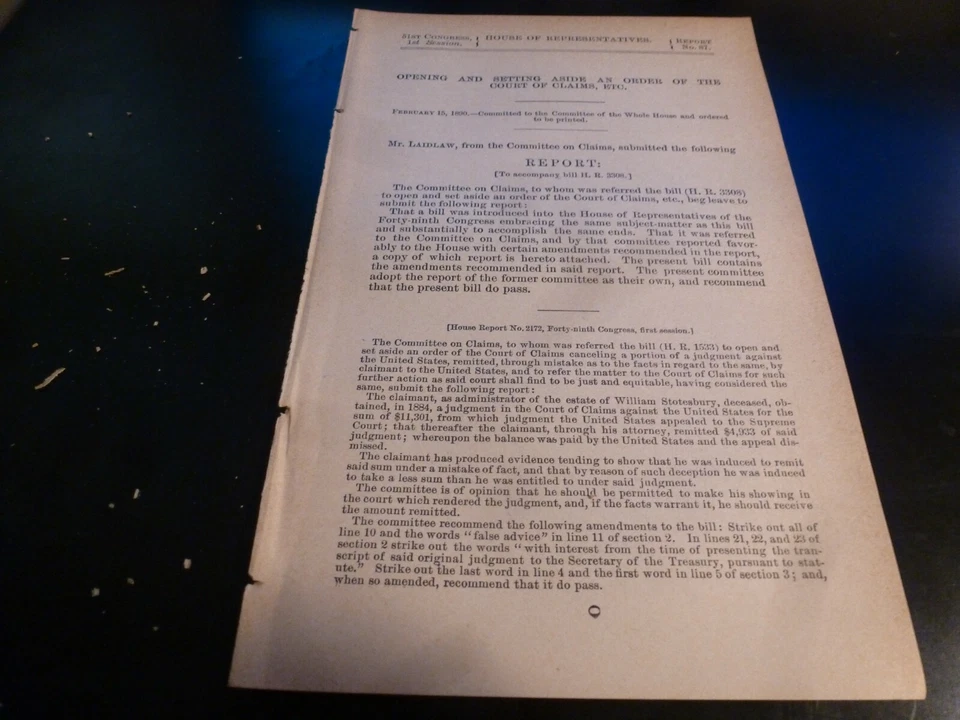 51ST CONGRESS, HOUSE OF REPRESENTATIVES. REPORT
1st Session. No. 61.
OPENING AND SETTING ASIDE AN ORDER OF THE
COURT OF CLAIMS, ETC.
FEBRUARY 15, 1890.—Committed to the Committee of the Whole House and ordered
to be printed.
Mr. LAIDLAW, from the Committee on Claims, submitted the following
REPORT:
[To accompany bill H. R. 3308.]
The Committee on Claims, to whom was referred the bill (H. R. 3308)
to open and set aside an order of the Court of Claims, etc., beg leave to
submit the following report:
That a bill was introduced into the House of Representatives of the
Forty-ninth Congress embracing the same subject-matter as this bill
and substantially to accomplish the same ends. That it was referred
to the Committee on Claims, and by that committee reported favor-
ably to the House with certain amendments recommended in the report,
a copy of which report is hereto attached. The present bill contains
the amendments recommended in said report. The present committee
adopt the report of the former committee as their own, and recommend
that the present bill do pass.
[House Report No. 2172, Forty-ninth Congress, first session.]
The Committee on Claims, to whom was referred the bill (H. R. 1533) to open and
set aside an order of the Court of Claims canceling a portion of a judgment against
the United States, remitted, through mistake as to the facts in regard to the same, by
claimant to the United States, and to refer the matter to the Court of Claims for such
further action as said court shall find to be just and equitable, having considered the
same, submit the following report:
The claimant, as administrator of the estate of William Stotesbury, deceased, ob-
tained, in 1884, a judgment in the Court of Claims against the United States for the
sum of $11,301, from which judgment the United States appealed to the Supreme
Court; that thereafter the claimant, through his attorney, remitted $4,933 of said
judgment; whereupon the balance was paid by the United States and the appeal dis-
missed.
The claimant has produced evidence tending to show that he was induced to remit
said sum under a mistake of fact, and that by reason of such deception he was induced
to take a less sum than he was entitled to under said judgment.
The committee is of opinion that he should be permitted to make his showing in
the court which rendered the judgment, and, if the facts warrant it, he should receive
the amount remitted.
The committee recommend the following amendments to the bill: Strike out all of
line 10 and the words "false advice" in line 11 of section 2. In lines 21, 22, and 23 of
section 2 strike out the words "with interest from the time of presenting the tran-
script of said original judgment to the Secretary of the Treasury, pursuant to stat-
ute." Strike out the last word in line 4 and the first word in line 5 of section 3; and,
when so amended, recommend that it do pass.